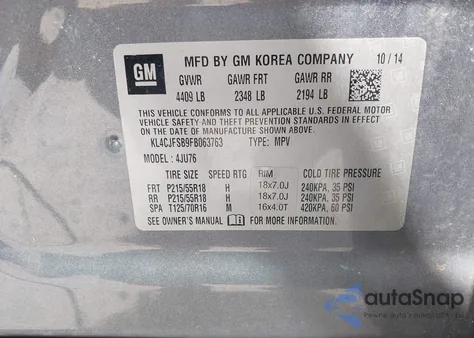 GM
MFD BY GM KOREA COMPANY 10/14
GVWR GAWR FRT GAWR RR
4409 LB 2348 LB 2194 LB
THIS VEHICLE CONFORMS TO ALL APPLICABLE U.S. FEDERAL MOTOR
VEHICLE SAFETY AND THEFT PREVENTION STANDARDS IN
EFFECT ON THE DATE OF MANUFACTURE SHOWN ABOVE.
KL4CJFSB9FB063763 TYPE: MPV
MODEL: 4JU76
TIRE SIZE SPEED RTG RIM COLD TIRE PRESSURE
FRT P215/55R18 H 18x7.0J 240KPA, 35 PSI
RR P215/55R18 H 18x7.0J 240KPA, 35 PSI
SPA T125/70R16 M 16x4.0T 420KPA, 60 PSI
SEE OWNER'S MANUAL FOR MORE INFORMATION.
autaSnap